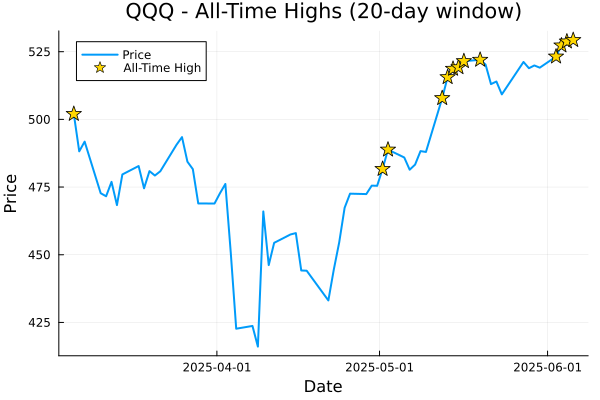 QQQ - All-Time Highs (20-day window)
Price
All-Time High
525
500
475
450
425
Price
2025-04-01
2025-05-01
2025-06-01
Date